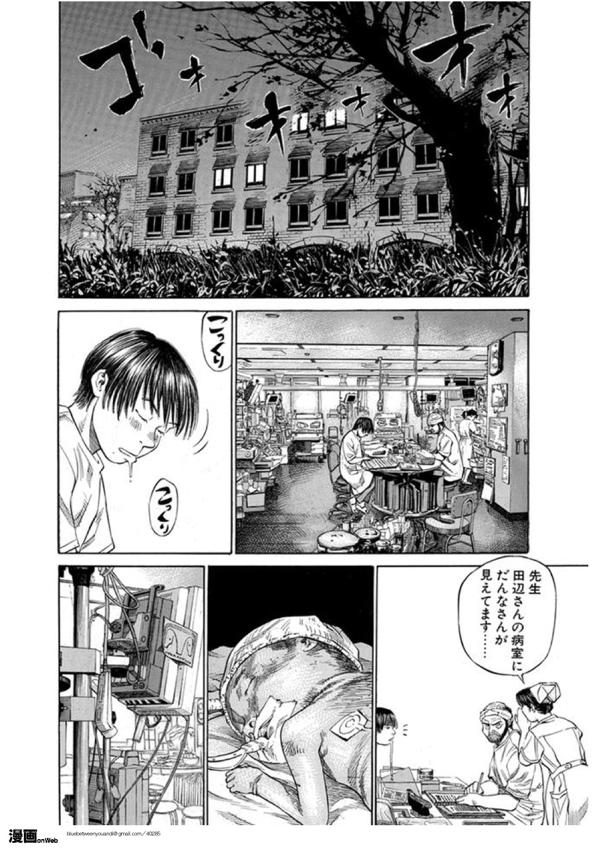 ゴォオオオオ
こっくり
こっくり
先生
田辺さんの病室に
だんなさんが
見えてます……
漫画 on Web
bluebetweenyouandi@gmail.com/40285